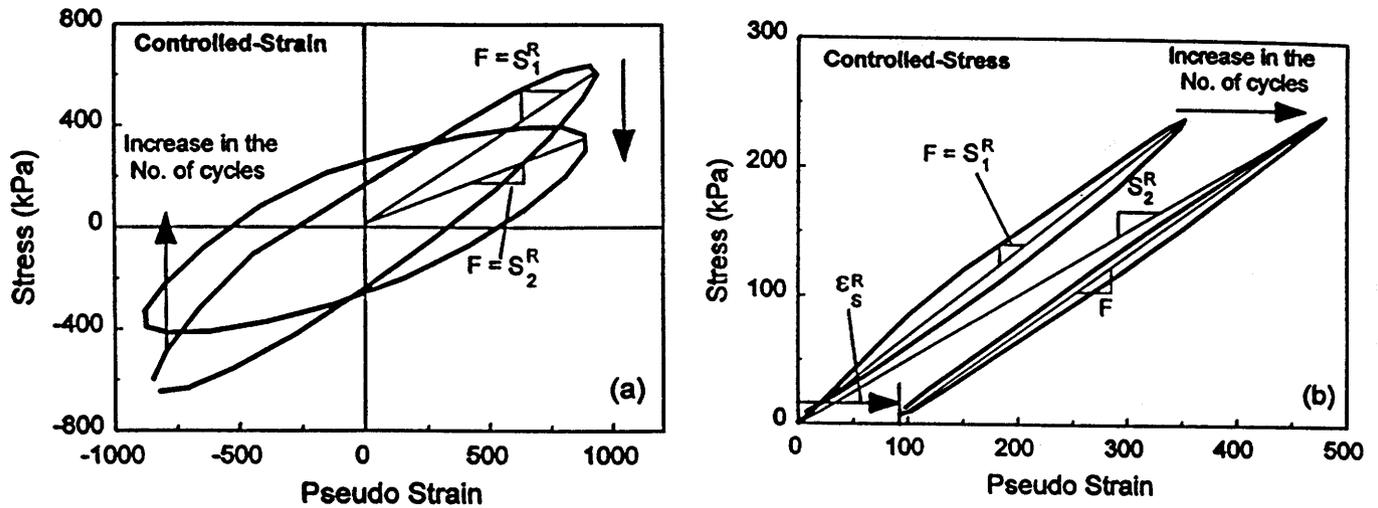 800
400
0
-400
-800
Stress (kPa)
Controlled-Strain
F = S₁ᴿ
Increase in the
No. of cycles
F = S₂ᴿ
(a)
-1000
-500
0
500
1000
Pseudo Strain
300
200
100
0
Stress (kPa)
Controlled-Stress
Increase in the
No. of cycles
F = S₁ᴿ
S₂ᴿ
εₛᴿ
F
(b)
0
100
200
300
400
500
Pseudo Strain